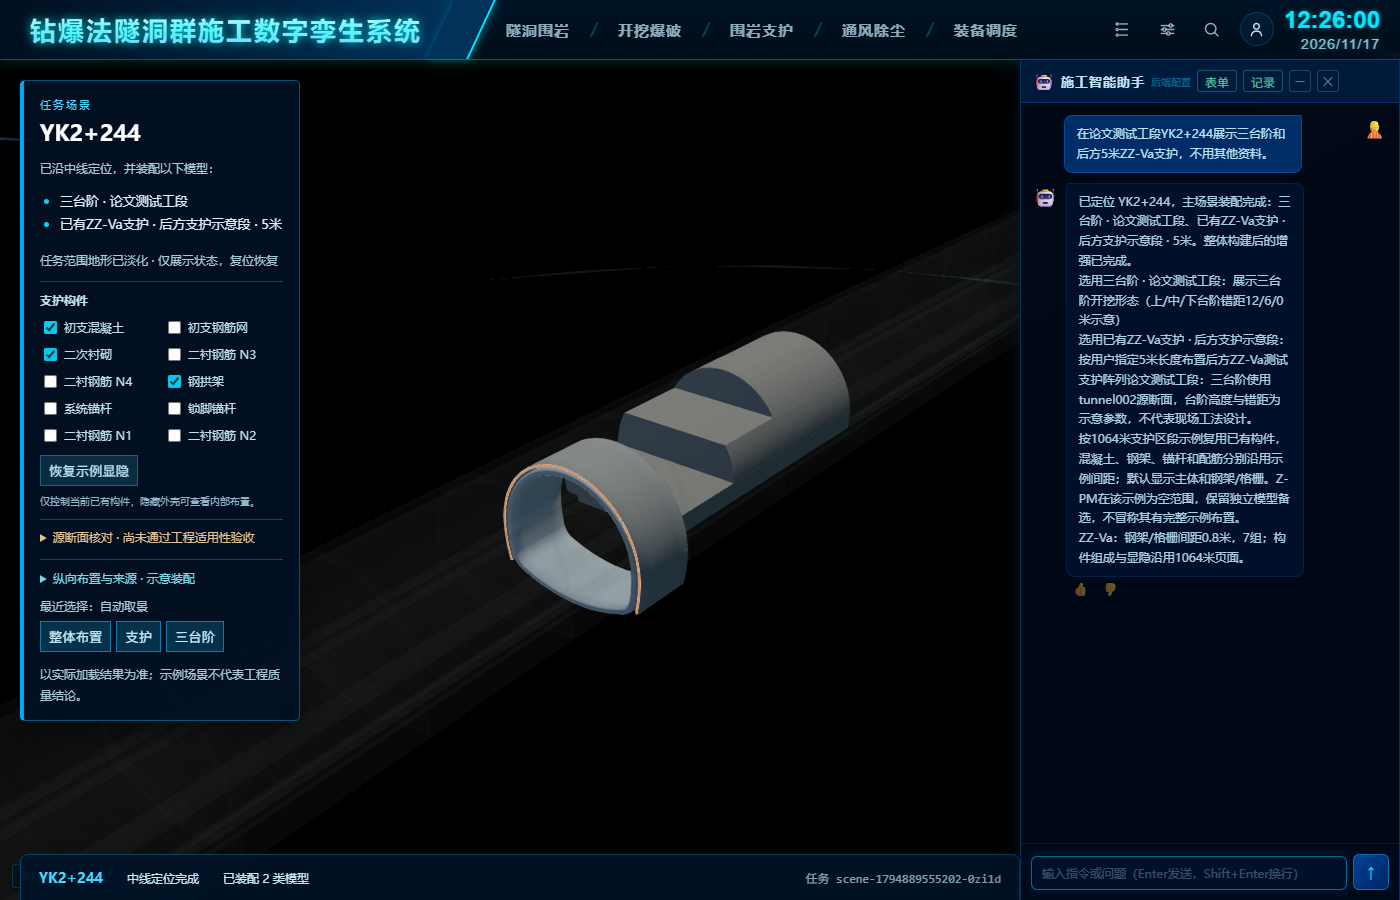 钻爆法隧洞群施工数字孪生系统
隧洞围岩 / 开挖爆破 / 围岩支护 / 通风除尘 / 装备调度
12:26:00
2026/11/17
任务场景
YK2+244
已沿中线定位，并装配以下模型：
三台阶 · 论文测试工段
已有ZZ-Va支护 · 后方支护示意段 · 5米
任务范围地形已淡化 · 仅展示状态，复位恢复
支护构件
初支混凝土 初支钢筋网
二次衬砌 二衬钢筋 N3
二衬钢筋 N4 钢拱架
系统锚杆 锁脚锚杆
二衬钢筋 N1 二衬钢筋 N2
恢复示例显隐
仅控制当前已有构件，隐藏外壳可查看内部布置。
源断面核对 · 尚未通过工程适用性验收
纵向布置与来源 · 示意装配
最近选择：自动取景
整体布置 支护 三台阶
以实际加载结果为准；示例场景不代表工程质
量结论。
YK2+244 中线定位完成 已装配 2 类模型
任务 scene-1794889555202-0zi1d
施工智能助手 后端配置 表单 记录
在论文测试工段YK2+244展示三台阶和
后方5米ZZ-Va支护，不用其他资料。
已定位 YK2+244，主场景装配完成：三
台阶 · 论文测试工段、已有ZZ-Va支护 ·
后方支护示意段 · 5米。整体构建后的增
强已完成。
选用三台阶 · 论文测试工段：展示三台
阶开挖形态（上/中/下台阶错距12/6/0
米示意）
选用已有ZZ-Va支护 · 后方支护示意段：
按用户指定5米长度布置后方ZZ-Va测试
支护阵列论文测试工段：三台阶使用
tunnel002源断面，台阶高度与错距为
示意参数，不代表现场工法设计。
按1064米支护区段示例复用已有构件，
混凝土、钢架、锚杆和配筋分别沿用示
例间距；默认显示主体和钢架/格栅。Z-
PM在该示例为空范围，保留独立模型备
选，不冒称其有完整示例布置。
ZZ-Va：钢架/格栅间距0.8米，7组；构
件组成与显隐沿用1064米页面。
输入指令或问题（Enter发送，Shift+Enter换行）